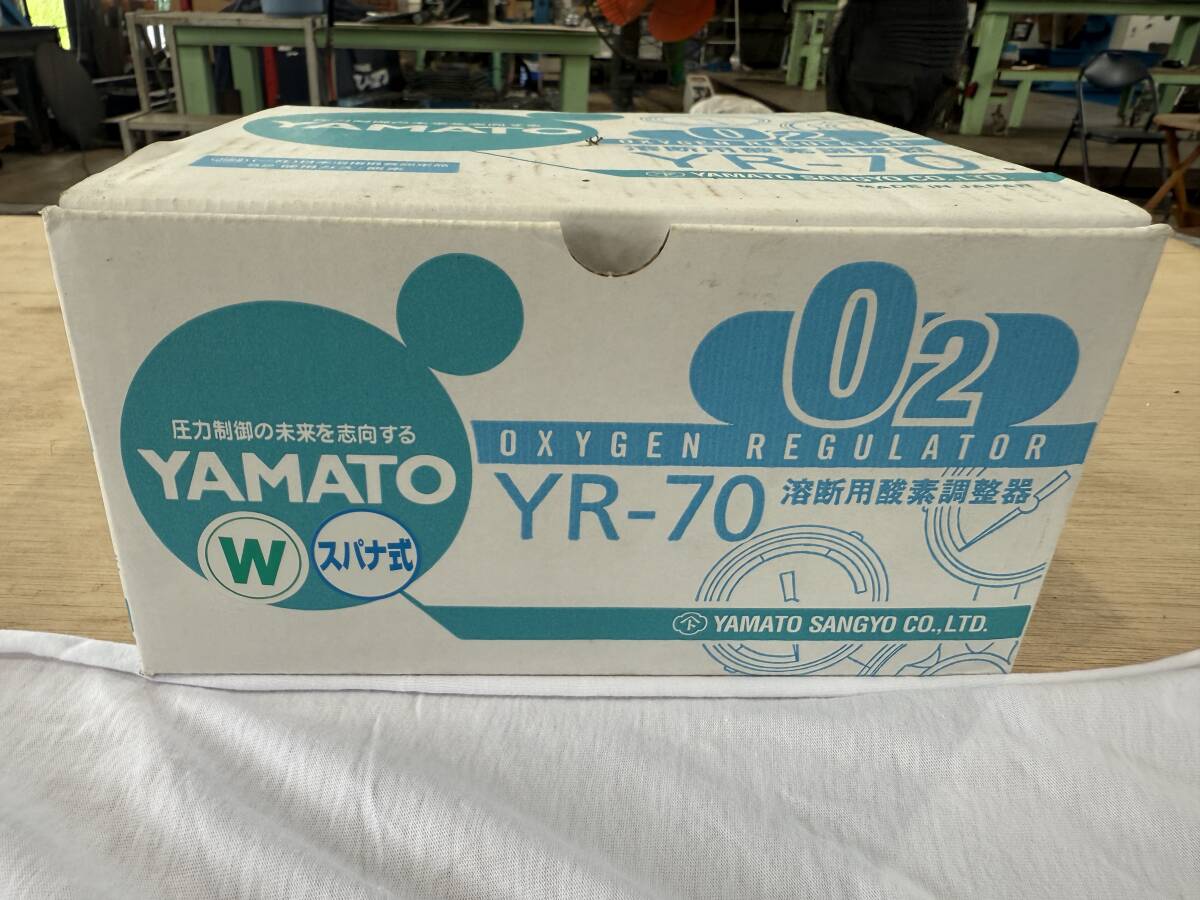 YAMATO
O2
YR-70
YAMATO SANGYO CO.,LTD.
MADE IN JAPAN
O2
圧力制御の未来を志向する
YAMATO
W
スパナ式
OXYGEN REGULATOR
YR-70
溶断用酸素調整器
YAMATO SANGYO CO.,LTD.